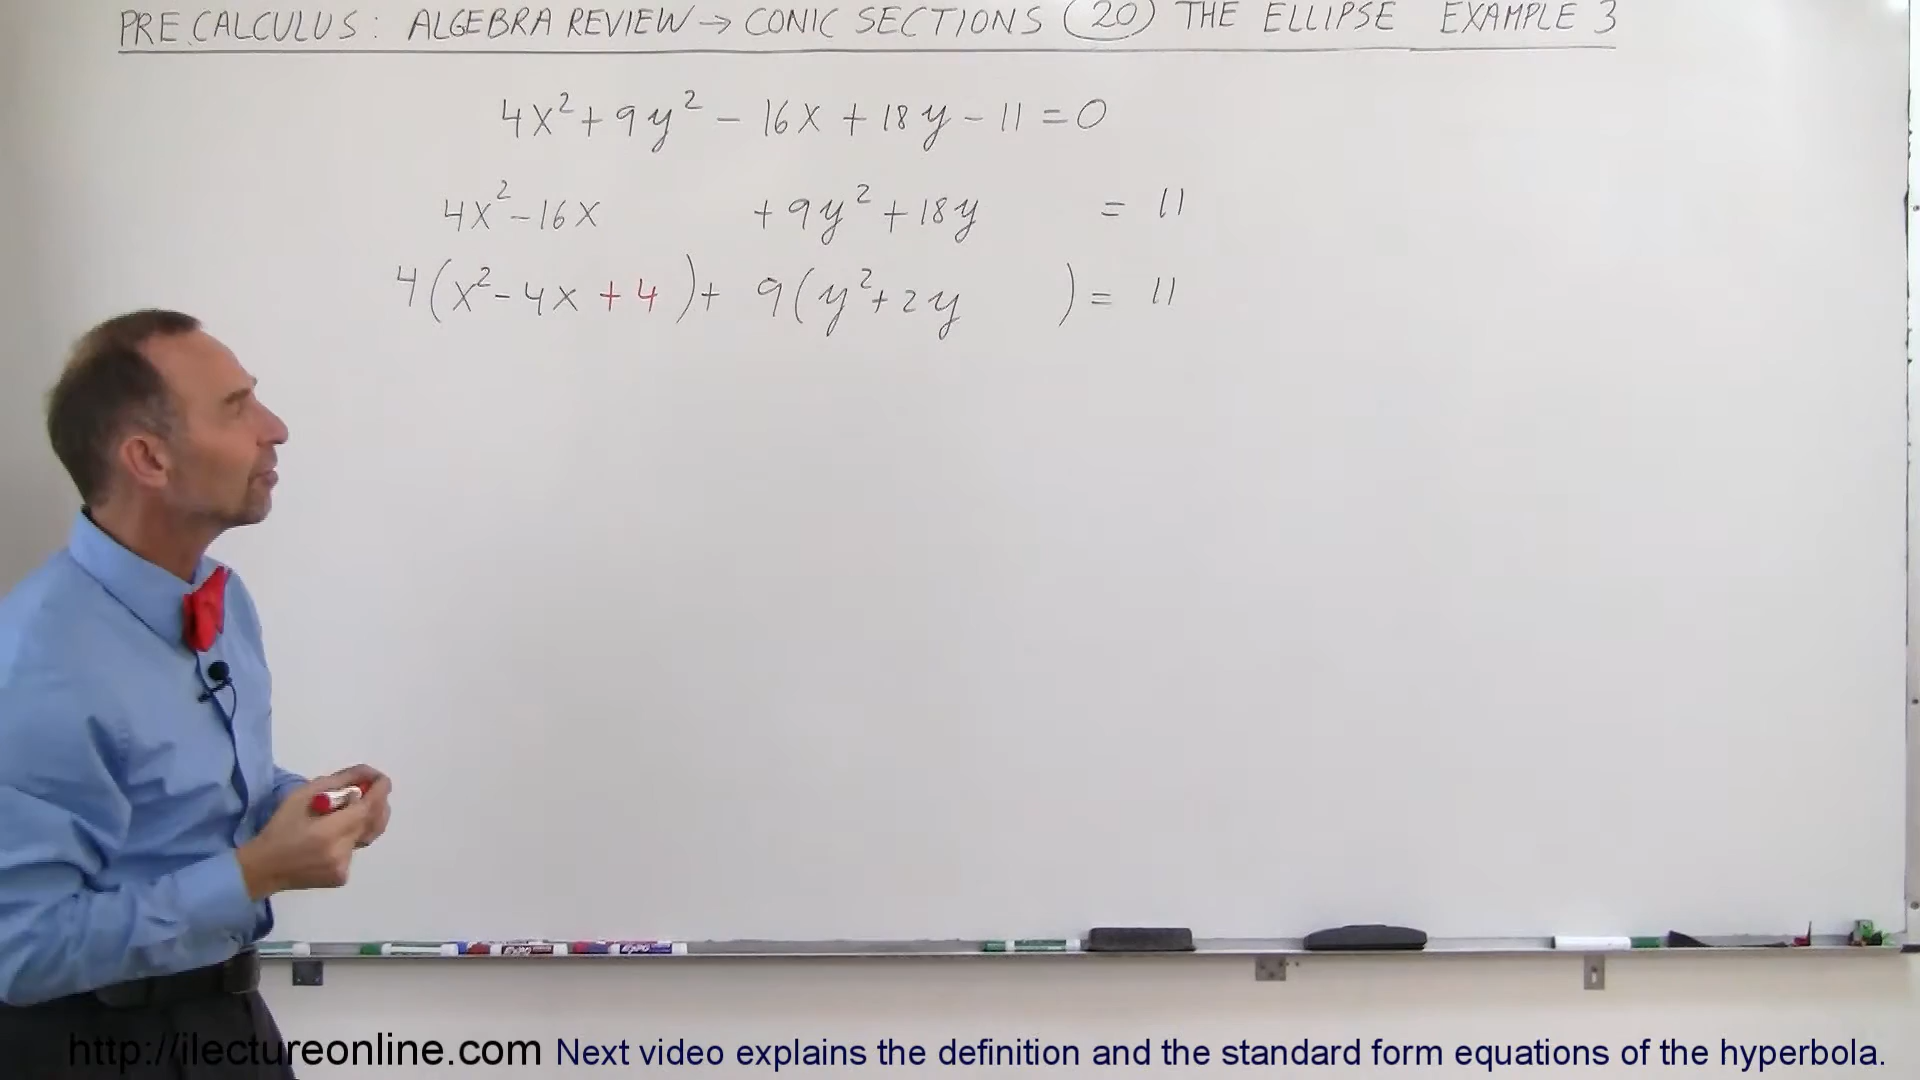 PRE CALCULUS: ALGEBRA REVIEW → CONIC SECTIONS (20) THE ELLIPSE EXAMPLE 3
4x² + 9y² - 16x + 18y - 11 = 0
4x² - 16x + 9y² + 18y = 11
4(x² - 4x + 4) + 9(y² + 2y ) = 11
EXPO EXPO
http://ilectureonline.com Next video explains the definition and the standard form equations of the hyperbola.